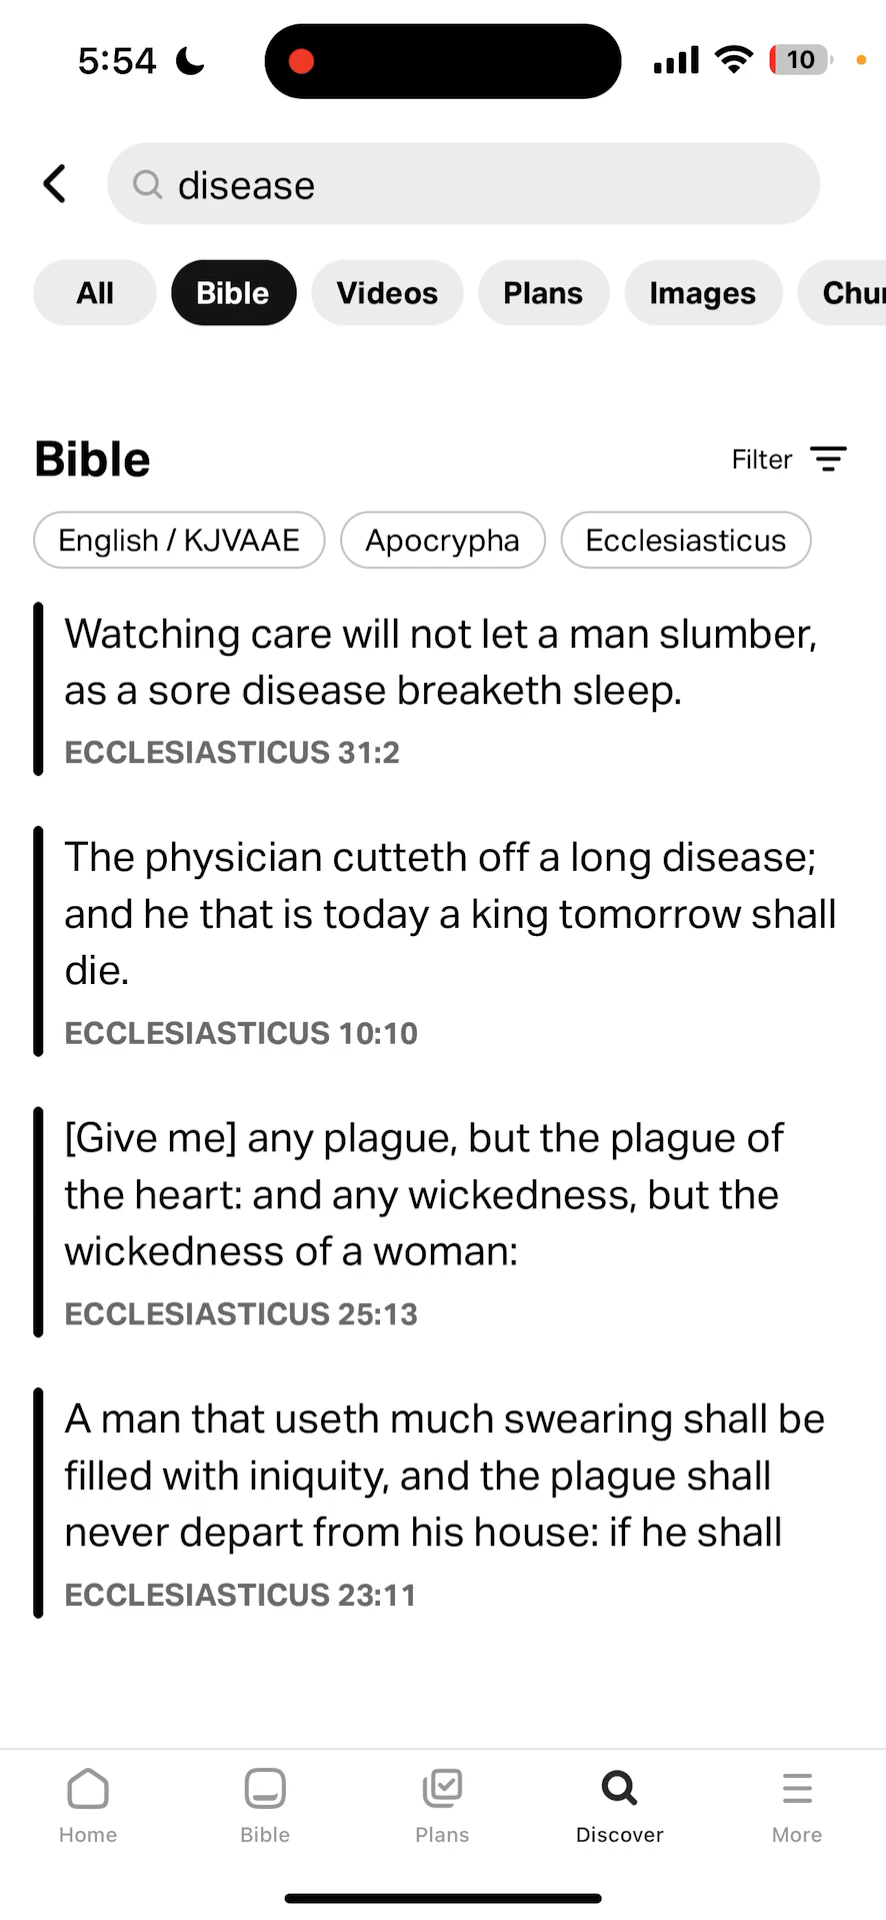 5:54
10
disease
All
Bible
Videos
Plans
Images
Chu
Bible
Filter
English / KJVAAE
Apocrypha
Ecclesiasticus
Watching care will not let a man slumber,
as a sore disease breaketh sleep.
ECCLESIASTICUS 31:2
The physician cutteth off a long disease;
and he that is today a king tomorrow shall
die.
ECCLESIASTICUS 10:10
[Give me] any plague, but the plague of
the heart: and any wickedness, but the
wickedness of a woman:
ECCLESIASTICUS 25:13
A man that useth much swearing shall be
filled with iniquity, and the plague shall
never depart from his house: if he shall
ECCLESIASTICUS 23:11
Home
Bible
Plans
Discover
More